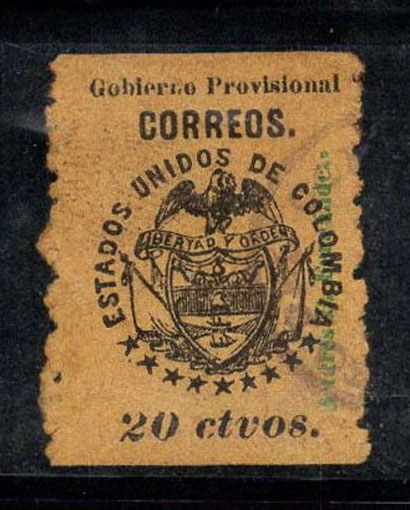 Gobierno Provisional
CORREOS.
ESTADOS UNIDOS DE COLOMBIA
LIBERTAD Y ORDEN
20 ctvos.